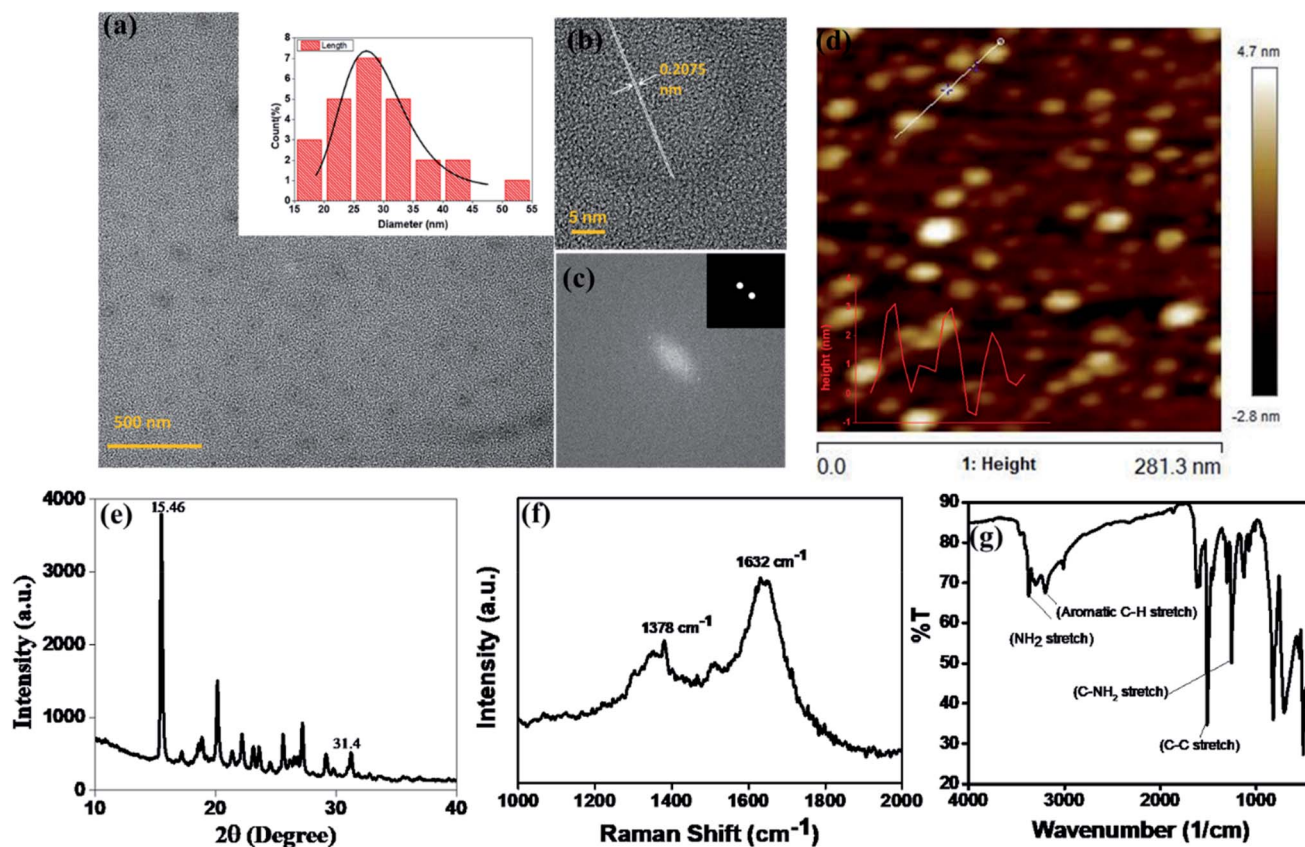 (a)
Length
8
7
6
5
4
3
2
1
0
Count(%)
15 20 25 30 35 40 45 50 55
Diameter (nm)
500 nm
(b)
0.2075
nm
5 nm
(c)
(d)
height (nm)
2
1
0
-1
4.7 nm
-2.8 nm
0.0 1: Height 281.3 nm
(e)
15.46
31.4
4000
3000
2000
1000
0
Intensity (a.u.)
10 20 30 40
2θ (Degree)
(f)
1632 cm⁻¹
1378 cm⁻¹
Intensity (a.u.)
1000 1200 1400 1600 1800 2000
Raman Shift (cm⁻¹)
(g)
90
80
70
60
50
40
30
20
%T
(Aromatic C–H stretch)
(NH₂ stretch)
(C–NH₂ stretch)
(C–C stretch)
4000 3000 2000 1000
Wavenumber (1/cm)